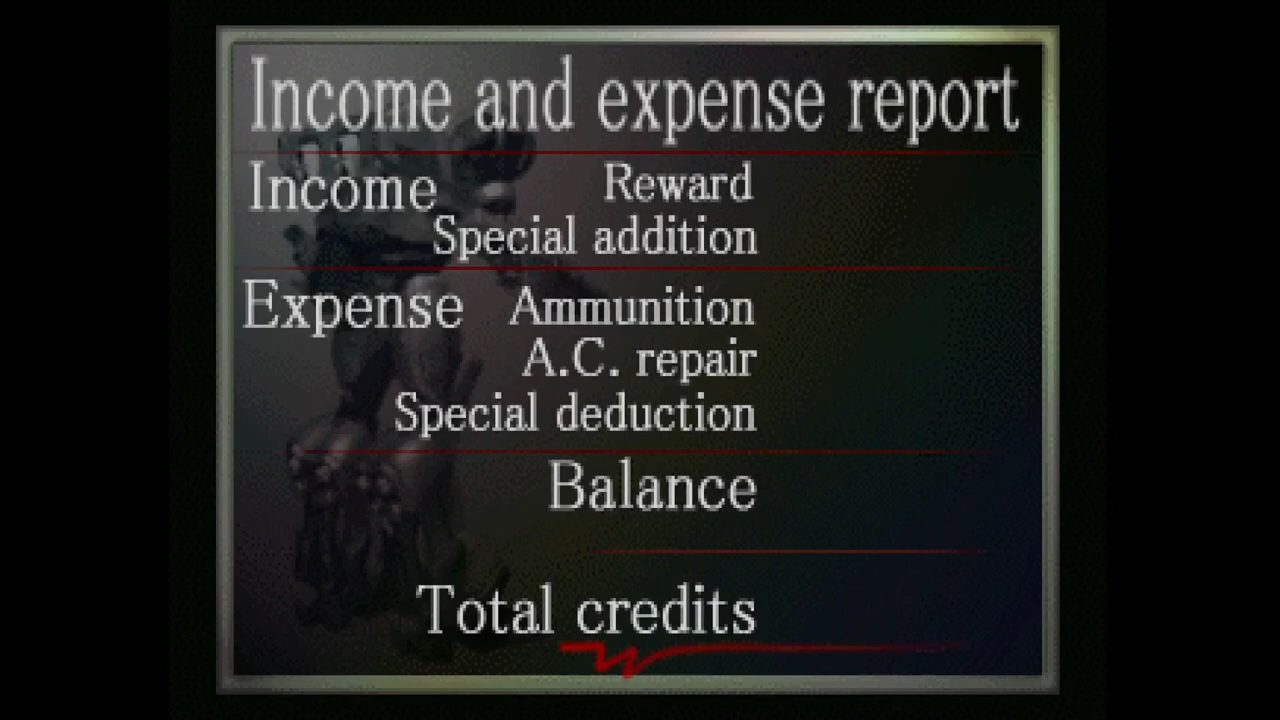 Income and expense report
Income Reward
Special addition
Expense Ammunition
A.C. repair
Special deduction
Balance
Total credits